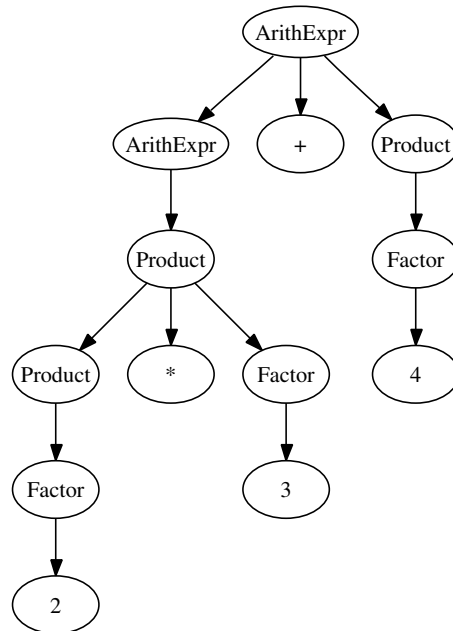 ArithExpr
ArithExpr + Product
Product Factor
Product * Factor 4
Factor 3
2